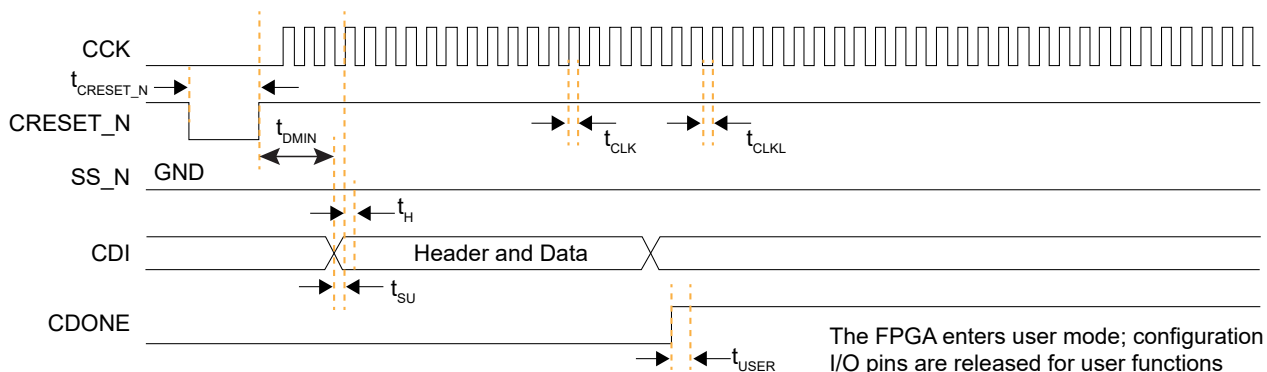 CCK
tCRESET_N
CRESET_N
tDMIN
tCLK
tCLKL
SS_N
GND
tH
CDI
Header and Data
tSU
CDONE
tUSER
The FPGA enters user mode; configuration
I/O pins are released for user functions